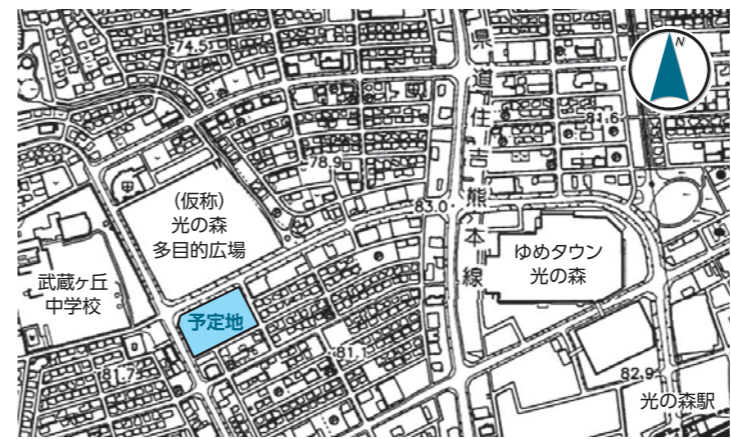 74.5
県道住吉熊本線
N
81.6
78.9
(仮称)
光の森
多目的広場
83.0
ゆめタウン
光の森
武蔵ヶ丘
中学校
予定地
81.1
81.7
82.9
光の森駅